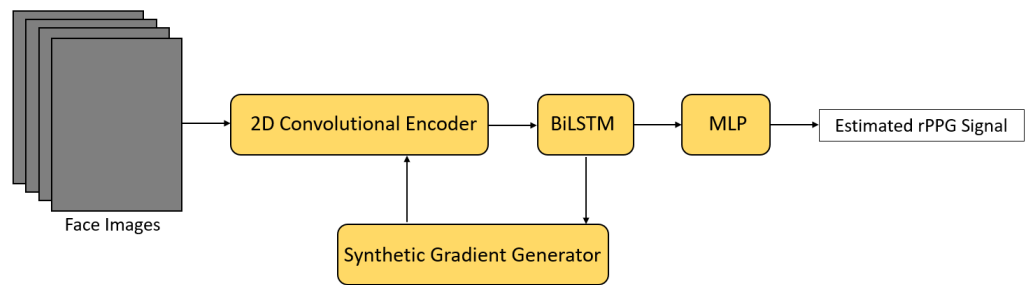 2D Convolutional Encoder
BiLSTM
MLP
Estimated rPPG Signal
Face Images
Synthetic Gradient Generator